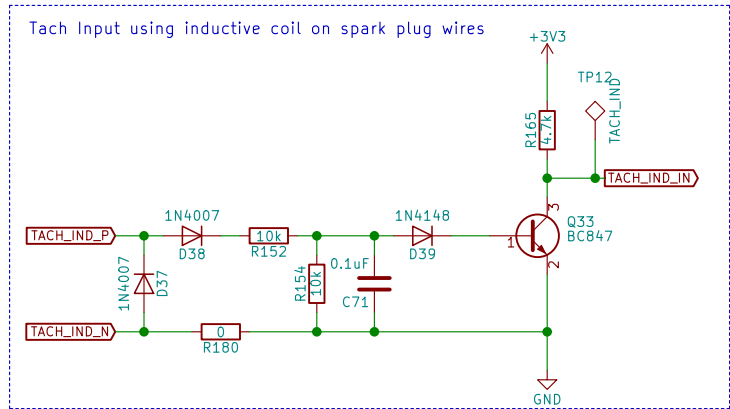 Tach Input using inductive coil on spark plug wires
+3V3
TP12
TACH_IND
R165
4.7k
TACH_IND_IN
1N4007
1N4148
3
Q33
BC847
TACH_IND_P
10k
1
D38
R152
D39
2
1N4007
D37
R154
10k
0.1uF
C71
TACH_IND_N
0
R180
GND